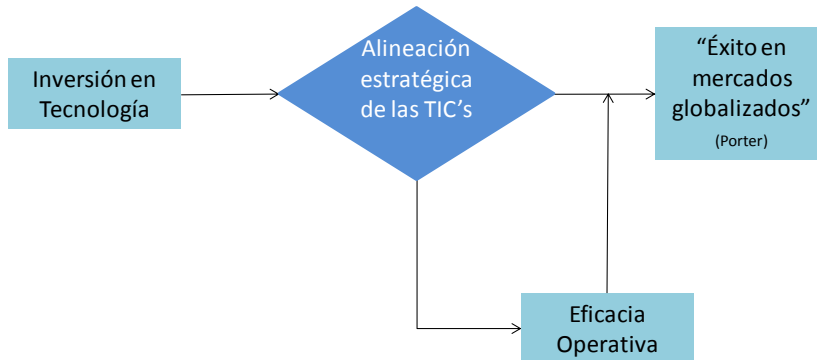 Inversión en
Tecnología
Alineación
estratégica
de las TIC’s
“Éxito en
mercados
globalizados”
(Porter)
Eficacia
Operativa